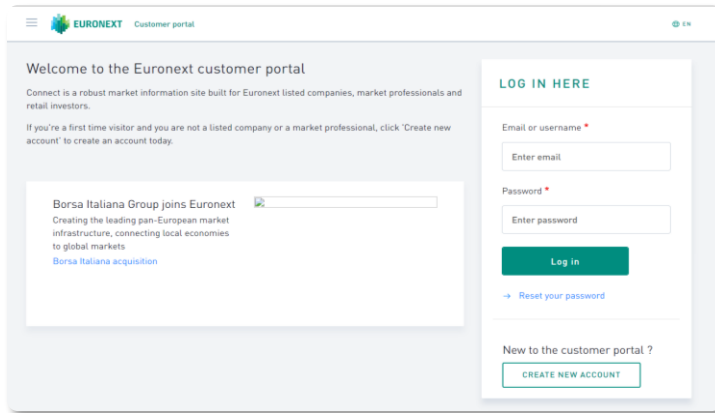 EURONEXT Customer portal
EN
Welcome to the Euronext customer portal
Connect is a robust market information site built for Euronext listed companies, market professionals and
retail investors.
If you're a first time visitor and you are not a listed company or a market professional, click 'Create new
account' to create an account today.
Borsa Italiana Group joins Euronext
Creating the leading pan-European market
infrastructure, connecting local economies
to global markets
Borsa Italiana acquisition
LOG IN HERE
Email or username *
Enter email
Password *
Enter password
Log in
→ Reset your password
New to the customer portal ?
CREATE NEW ACCOUNT